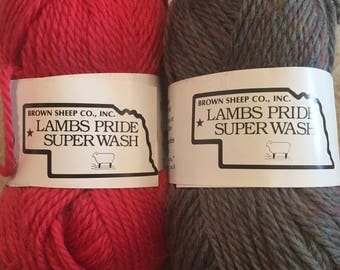 BROWN SHEEP CO., INC.
LAMBS PRIDE
SUPER WASH
BROWN SHEEP CO., INC.
LAMBS PRIDE
SUPER WASH